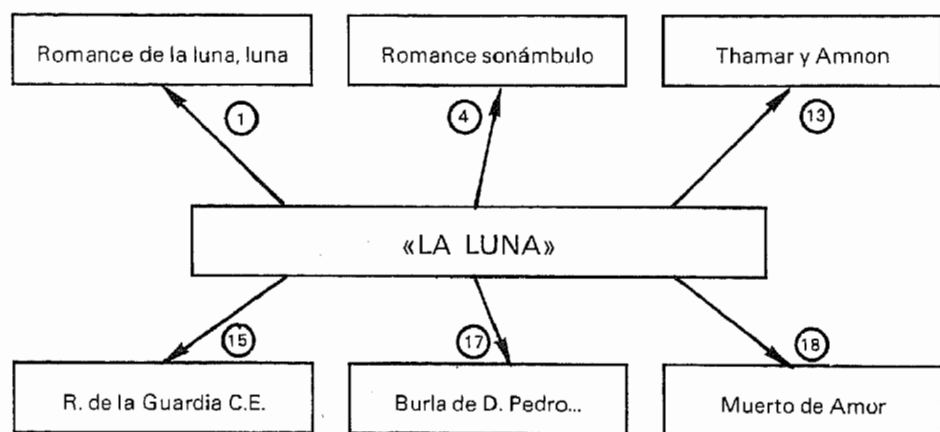 Romance de la luna, luna
Romance sonámbulo
Thamar y Amnon
1
4
13
«LA LUNA»
15
17
18
R. de la Guardia C.E.
Burla de D. Pedro...
Muerto de Amor